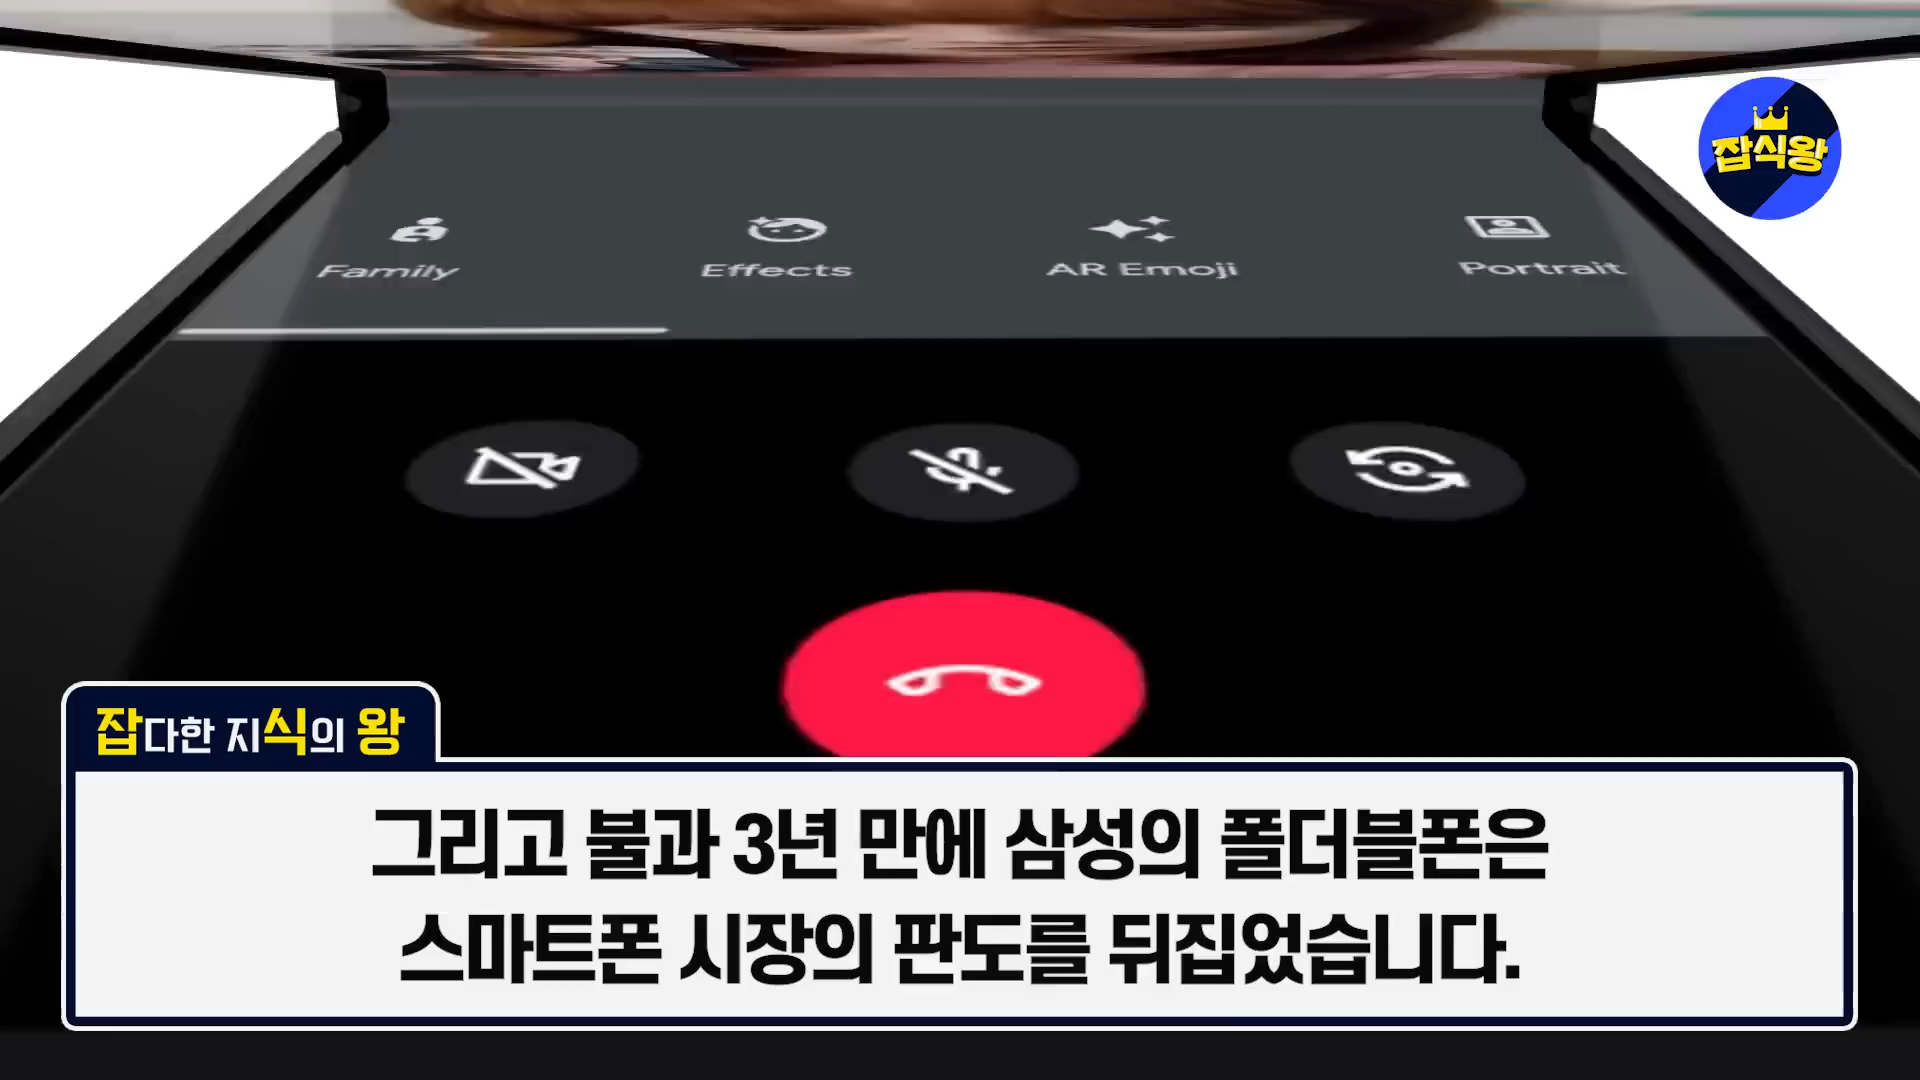 잡식왕
Family
Effects
AR Emoji
Portrait
잡다한 지식의 왕
그리고 불과 3년 만에 삼성의 폴더블폰은
스마트폰 시장의 판도를 뒤집었습니다.